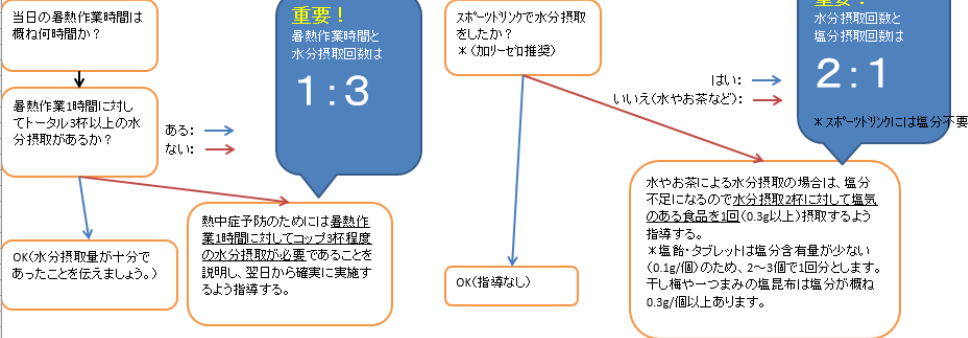 当日の暑熱作業時間は
概ね何時間か？
暑熱作業1時間に対し
てトータル3杯以上の水
分摂取があるか？
ある：
ない：
重要！
暑熱作業時間と
水分摂取回数は
1：3
OK(水分摂取量が十分で
あったことを伝えましょう。)
熱中症予防のためには暑熱作
業1時間に対してコップ3杯程度
の水分摂取が必要であることを
説明し、翌日から確実に実施す
るよう指導する。
スポーツドリンクで水分摂取
をしたか？
＊（カロリーゼロ推奨）
はい：
いいえ(水やお茶など)：
重要！
水分摂取回数と
塩分摂取回数は
2：1
＊スポーツドリンクには塩分不要
OK(指導なし)
水やお茶による水分摂取の場合は、塩分
不足になるので水分摂取2杯に対して塩気
のある食品を1回(0.3g以上)摂取するよう
指導する。
＊塩飴・タブレットは塩分含有量が少ない
(0.1g/個)のため、2～3個で1回分とします。
干し梅や一つまみの塩昆布は塩分が概ね
0.3g/個以上あります。